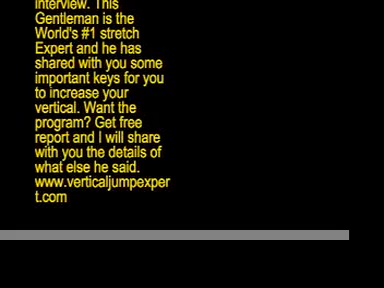 interview. This
Gentleman is the
World's #1 stretch
Expert and he has
shared with you some
important keys for you
to increase your
vertical. Want the
program? Get free
report and I will share
with you the details of
what else he said.
www.verticaljumpexper
t.com